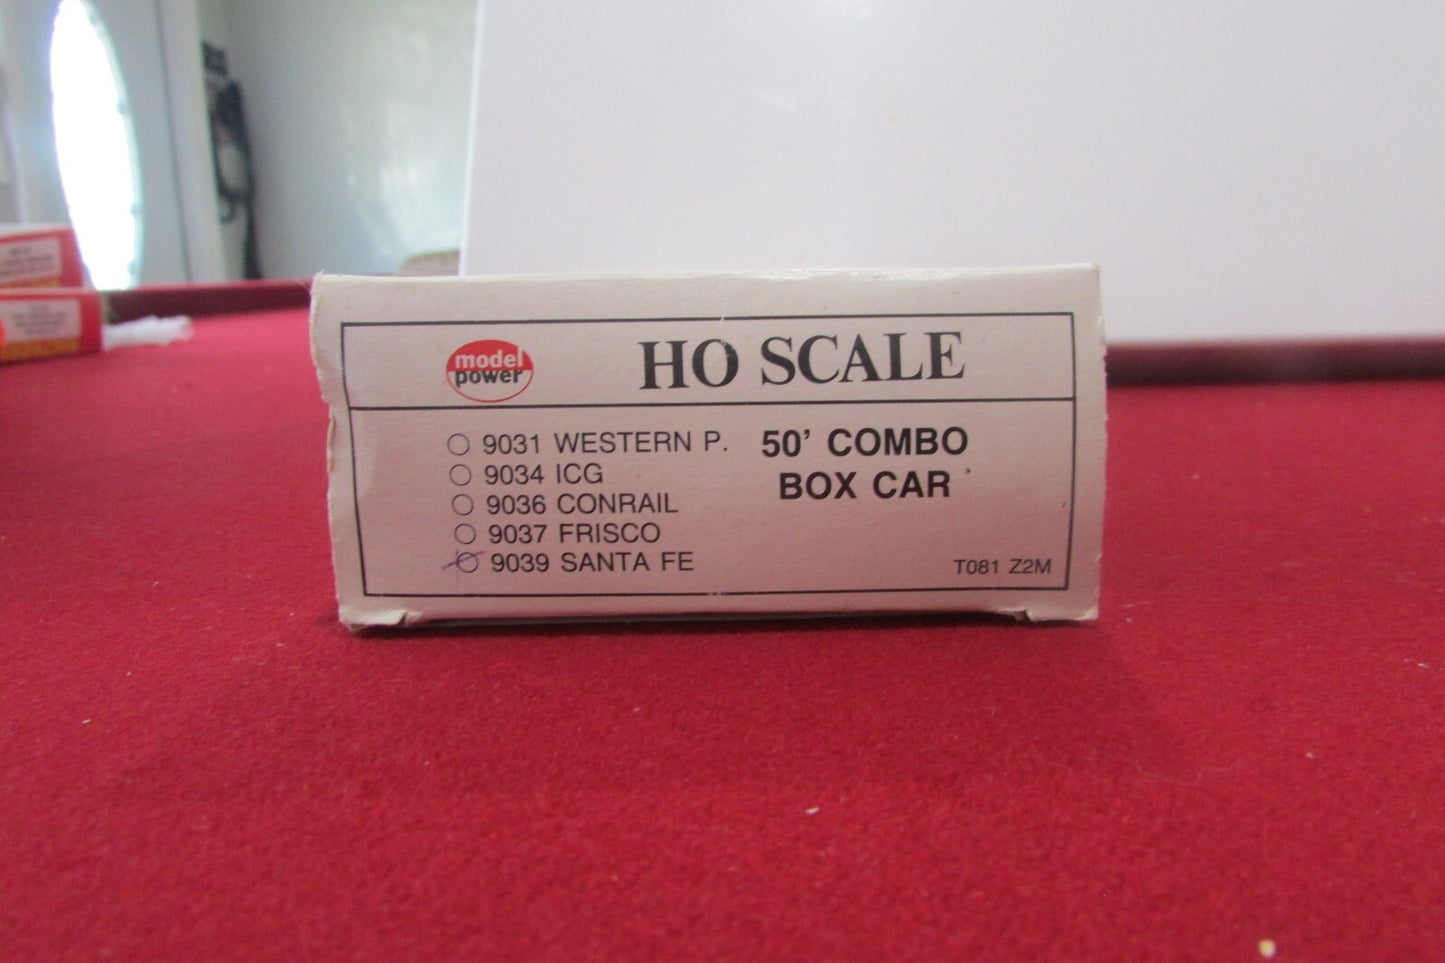 model
power
HO SCALE
9031 WESTERN P.
9034 ICG
9036 CONRAIL
9037 FRISCO
9039 SANTA FE
50' COMBO
BOX CAR
T081 Z2M